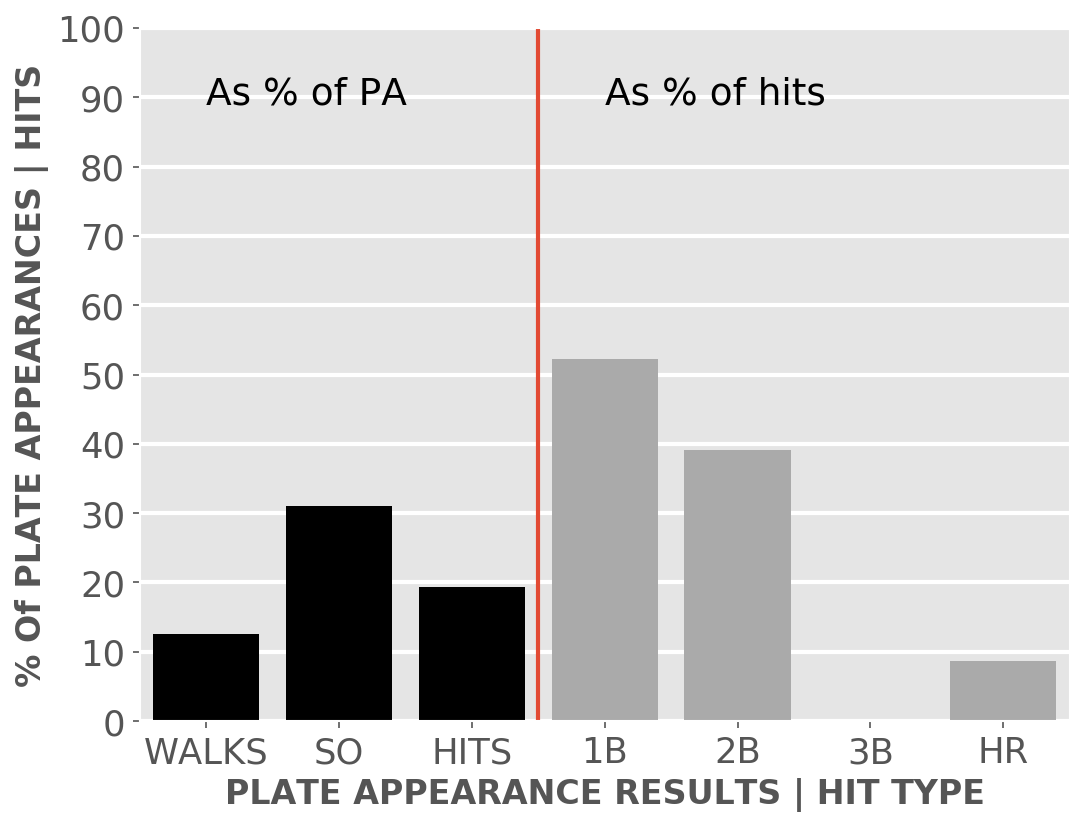 % Of PLATE APPEARANCES | HITS
100
90
80
70
60
50
40
30
20
10
0
As % of PA
As % of hits
WALKS SO HITS 1B 2B 3B HR
PLATE APPEARANCE RESULTS | HIT TYPE